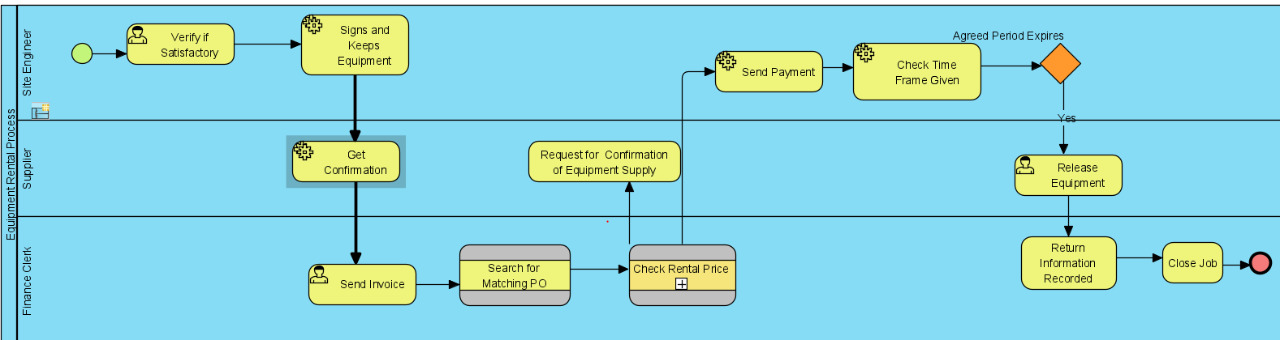 Equipment Rental Process
Site Engineer
Verify if
Satisfactory
Signs and
Keeps
Equipment
Send Payment
Check Time
Frame Given
Agreed Period Expires
Yes
Supplier
Get
Confirmation
Request for Confirmation
of Equipment Supply
Release
Equipment
Finance Clerk
Send Invoice
Search for
Matching PO
Check Rental Price
Return
Information
Recorded
Close Job